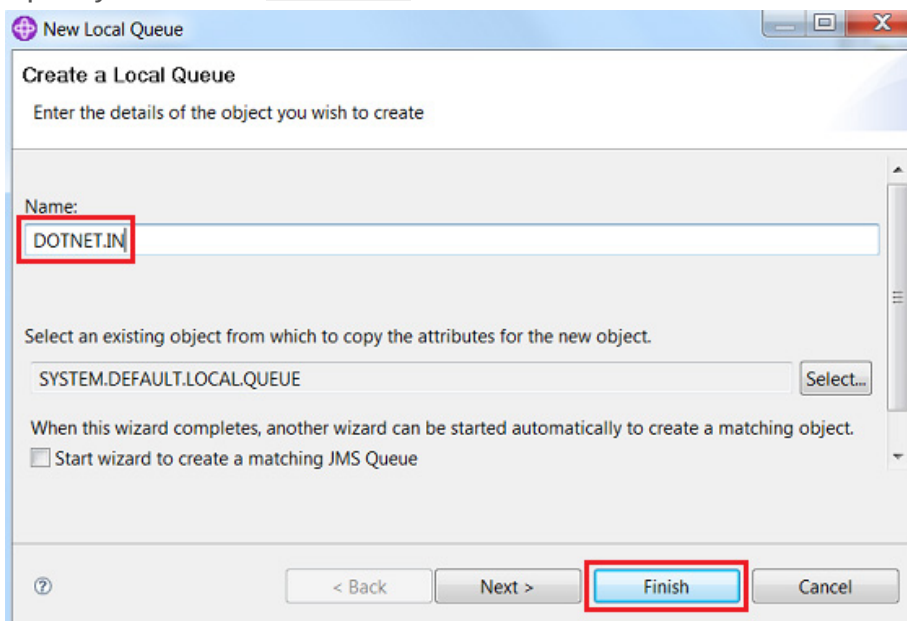 New Local Queue
Create a Local Queue
Enter the details of the object you wish to create
Name:
DOTNET.IN
Select an existing object from which to copy the attributes for the new object.
SYSTEM.DEFAULT.LOCAL.QUEUE
Select...
When this wizard completes, another wizard can be started automatically to create a matching object.
Start wizard to create a matching JMS Queue
? < Back Next > Finish Cancel